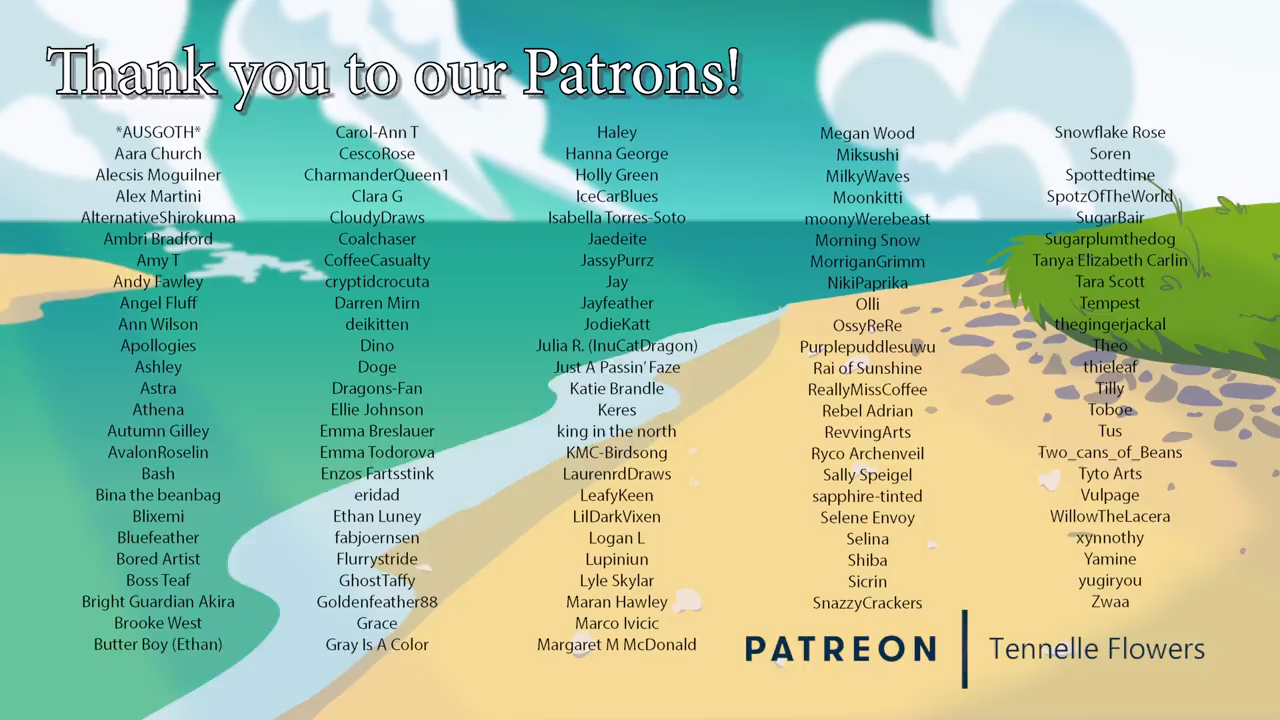 Thank you to our Patrons!
*AUSGOTH*
Aara Church
Alecsis Moguilner
Alex Martini
AlternativeShirokuma
Ambri Bradford
Amy T
Andy Fawley
Angel Fluff
Ann Wilson
Apollogies
Ashley
Astra
Athena
Autumn Gilley
AvalonRoselin
Bash
Bina the beanbag
Blixemi
Bluefeather
Bored Artist
Boss Teaf
Bright Guardian Akira
Brooke West
Butter Boy (Ethan)
Carol-Ann T
CescoRose
CharmanderQueen1
Clara G
CloudyDraws
Coalchaser
CoffeeCasualty
cryptidcrocuta
Darren Mirn
deikitten
Dino
Doge
Dragons-Fan
Ellie Johnson
Emma Breslauer
Emma Todorova
Enzos Fartsstink
eridad
Ethan Luney
fabjoernsen
Flurrystride
GhostTaffy
Goldenfeather88
Grace
Gray Is A Color
Haley
Hanna George
Holly Green
IceCarBlues
Isabella Torres-Soto
Jaedeite
JassyPurrz
Jay
Jayfeather
JodieKatt
Julia R. (InuCatDragon)
Just A Passin' Faze
Katie Brandle
Keres
king in the north
KMC-Birdsong
LaurenrdDraws
LeafyKeen
LilDarkVixen
Logan L
Lupiniun
Lyle Skylar
Maran Hawley
Marco Ivicic
Margaret M McDonald
Megan Wood
Miksushi
MilkyWaves
Moonkitti
moonyWerebeast
Morning Snow
MorriganGrimm
NikiPaprika
Olli
OssyReRe
Purplepuddlesuwu
Rai of Sunshine
ReallyMissCoffee
Rebel Adrian
RevvingArts
Ryco Archenveil
Sally Speigel
sapphire-tinted
Selene Envoy
Selina
Shiba
Sicrin
SnazzyCrackers
Snowflake Rose
Soren
Spottedtime
SpotzOfTheWorld
SugarBair
Sugarplumthedog
Tanya Elizabeth Carlin
Tara Scott
Tempest
thegingerjackal
Theo
thieleaf
Tilly
Toboe
Tus
Two_cans_of_Beans
Tyto Arts
Vulpage
WillowTheLacera
xynnothy
Yamine
yugiryou
Zwaa
PATREON | Tennelle Flowers